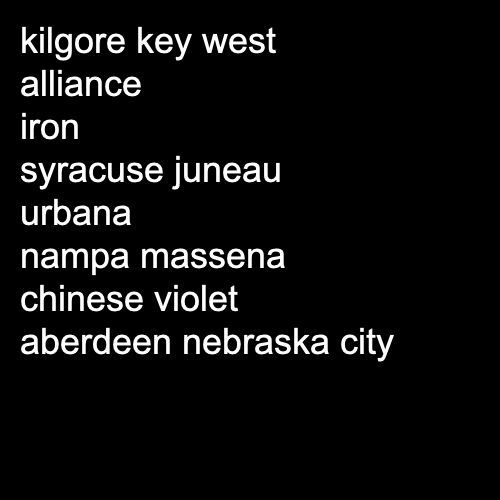 kilgore key west
alliance
iron
syracuse juneau
urbana
nampa massena
chinese violet
aberdeen nebraska city